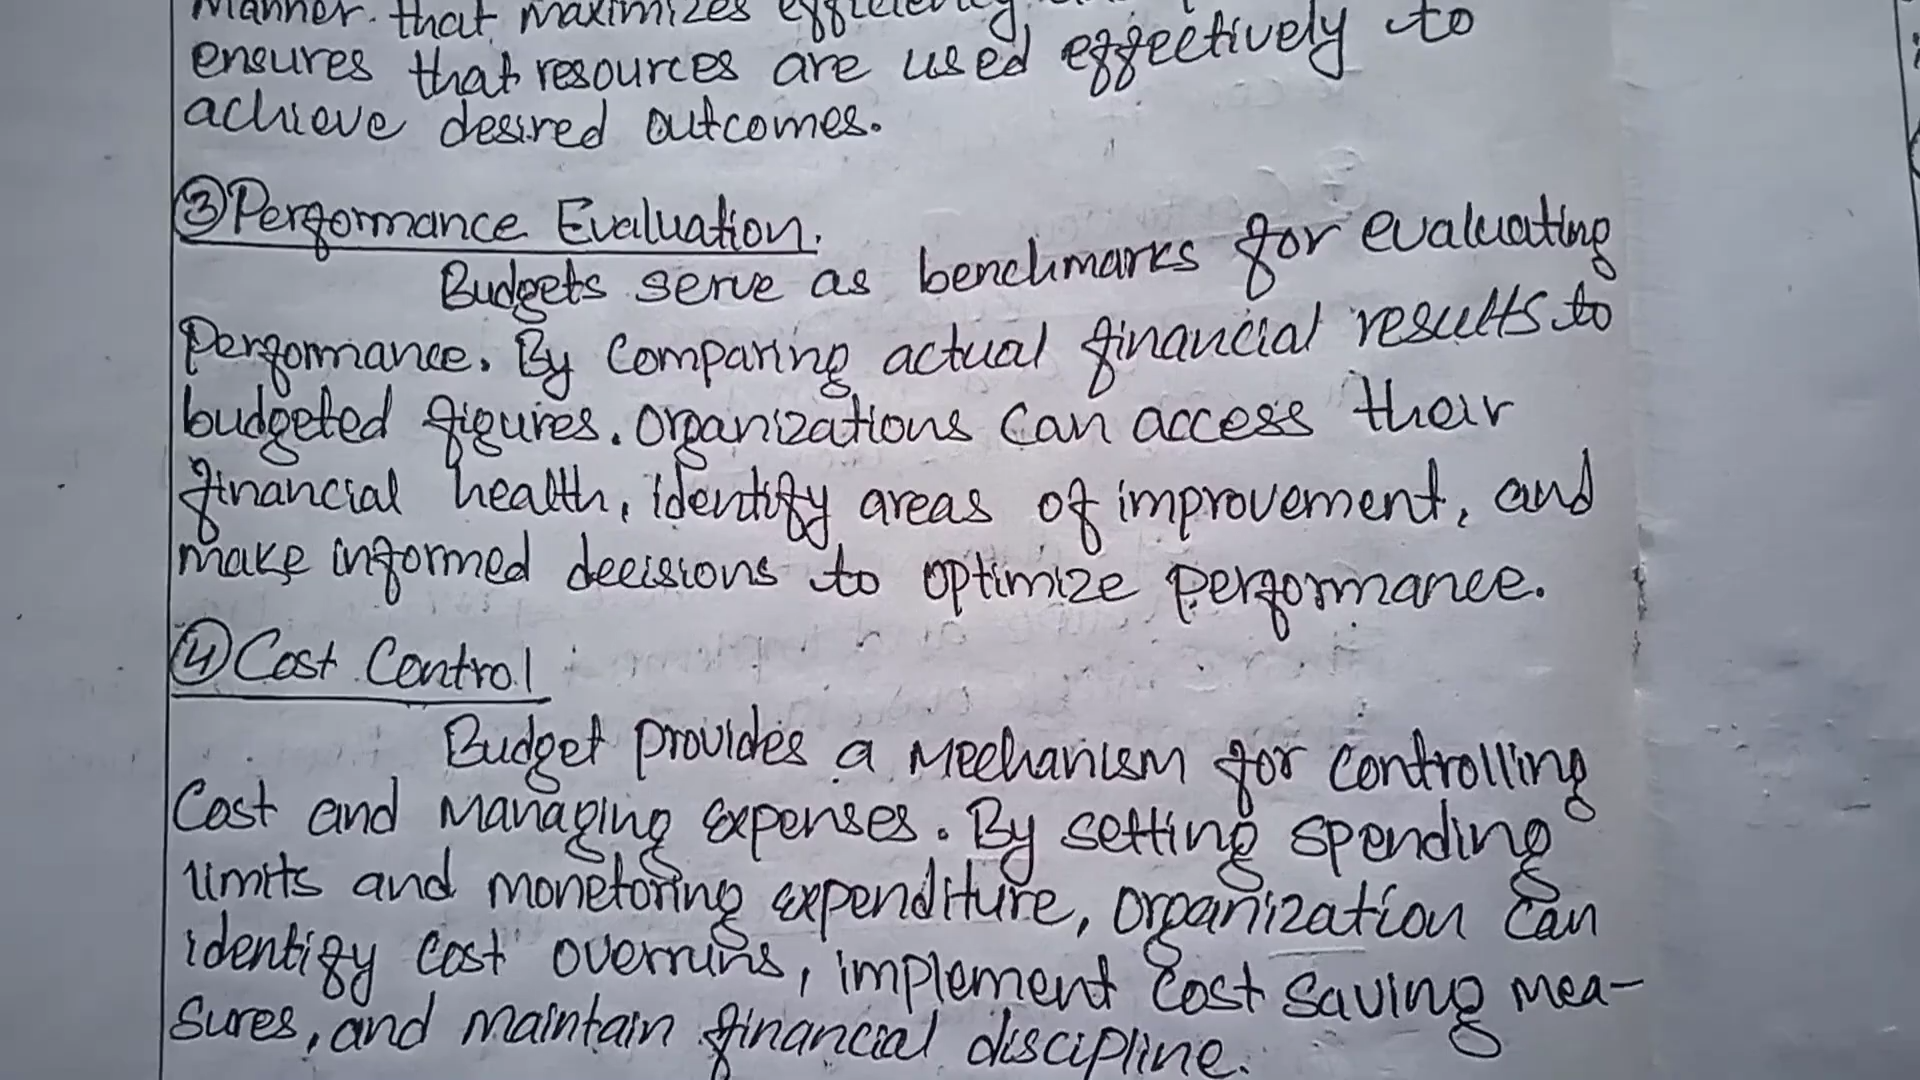 manner. that maximizes efficiency
ensures that resources are used effectively to
achieve desired outcomes.
③ Performance Evaluation.
Budgets serve as benchmarks for evaluating
Performance. By Comparing actual financial results to
budgeted figures. Organizations Can access their
financial health, identify areas of improvement, and
make informed decisions to optimize performance.
④ Cost Control
Budget provides a Mechanism for Controlling
Cost and Managing expenses. By setting spending
limits and monetoring expenditure, Organization Can
identify Cost overruns, implement Cost Saving mea-
sures, and maintain financial discipline.